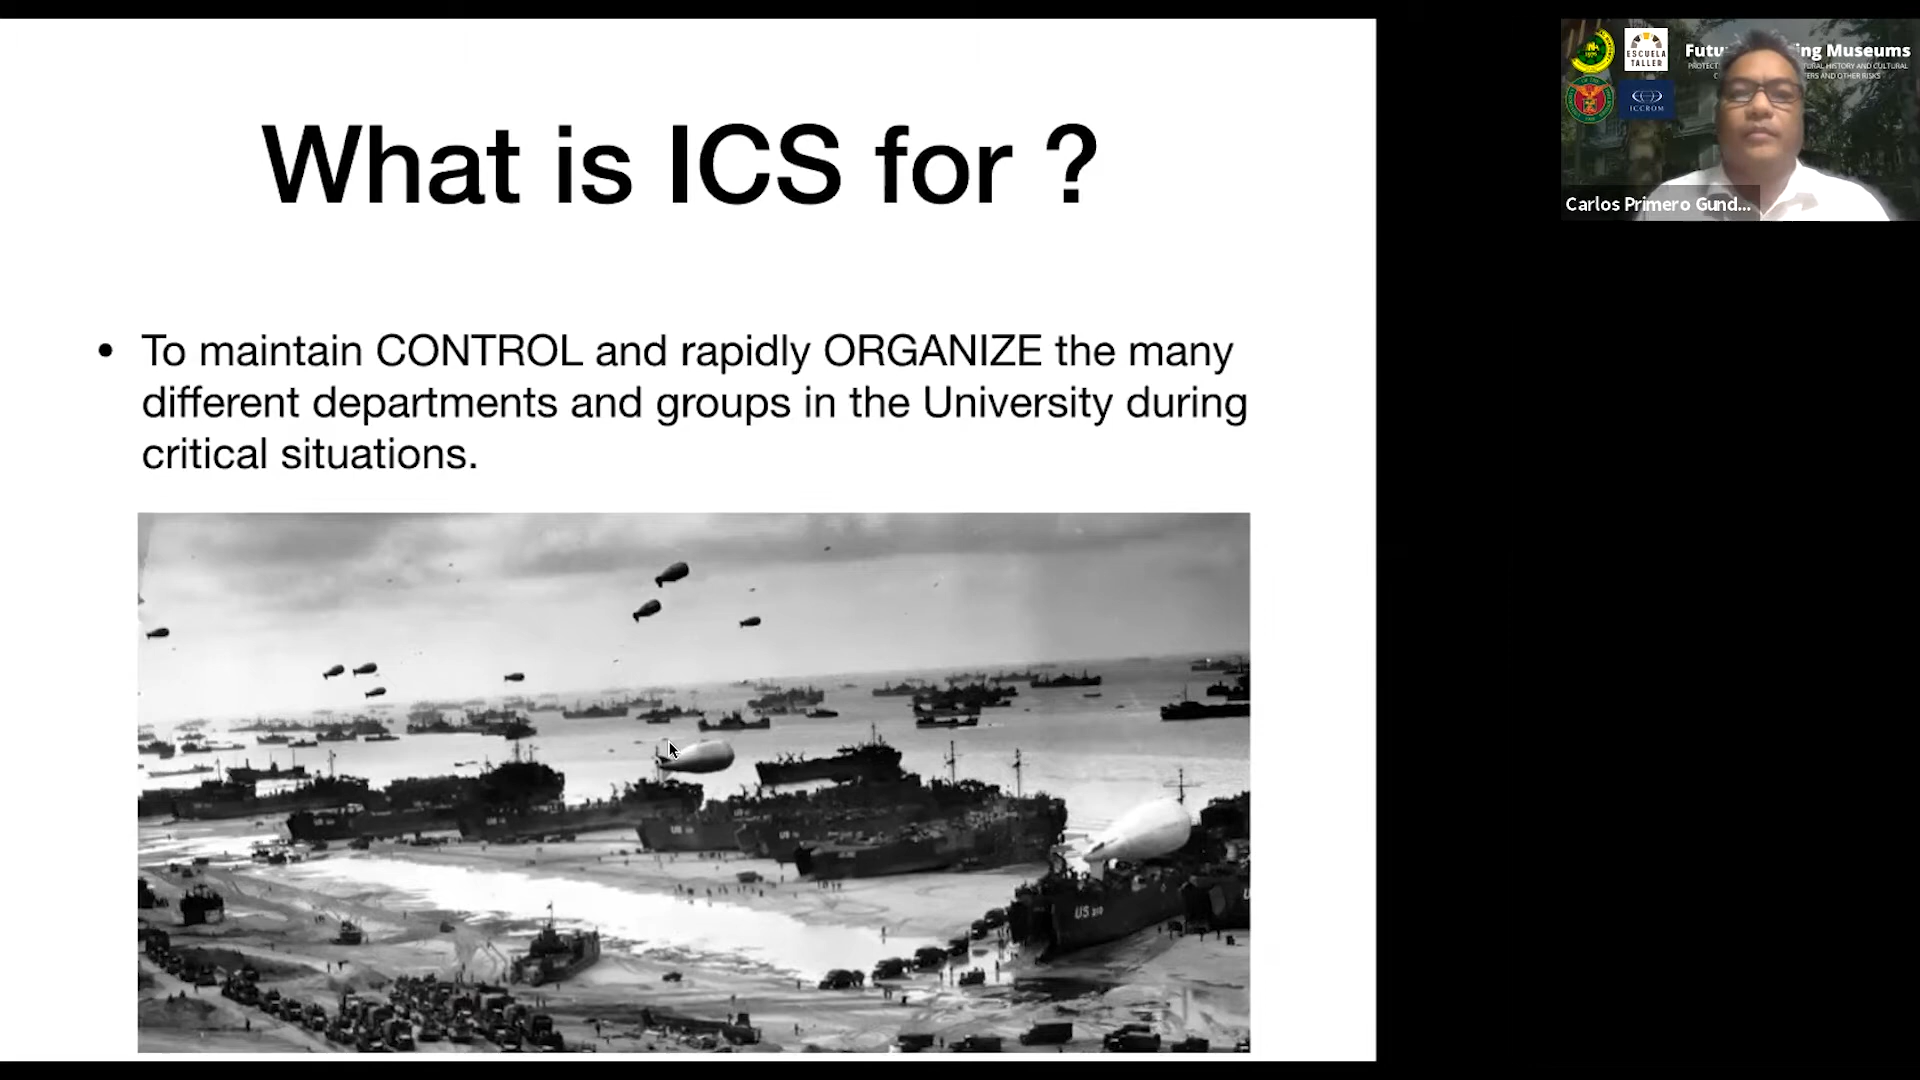 What is ICS for ?
• To maintain CONTROL and rapidly ORGANIZE the many
different departments and groups in the University during
critical situations.
US 310
ESCUELA
TALLER
ICCROM
ing Museums
Carlos Primero Gund...